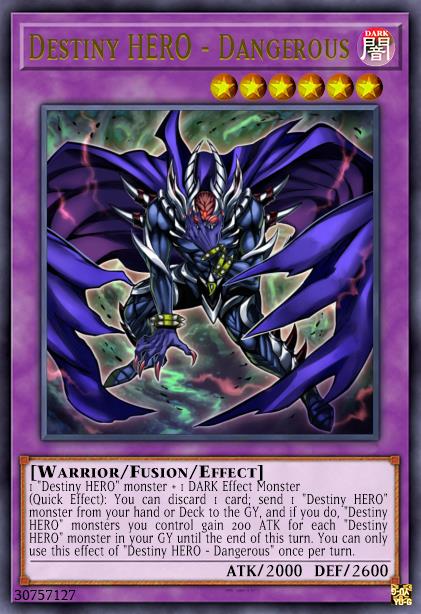 Destiny HERO - Dangerous
DARK
闇
[Warrior/Fusion/Effect]
1 "Destiny HERO" monster + 1 DARK Effect Monster
(Quick Effect): You can discard 1 card; send 1 "Destiny HERO"
monster from your hand or Deck to the GY, and if you do, "Destiny
HERO" monsters you control gain 200 ATK for each "Destiny
HERO" monster in your GY until the end of this turn. You can only
use this effect of "Destiny HERO - Dangerous" once per turn.
ATK/2000 DEF/2600
30757127